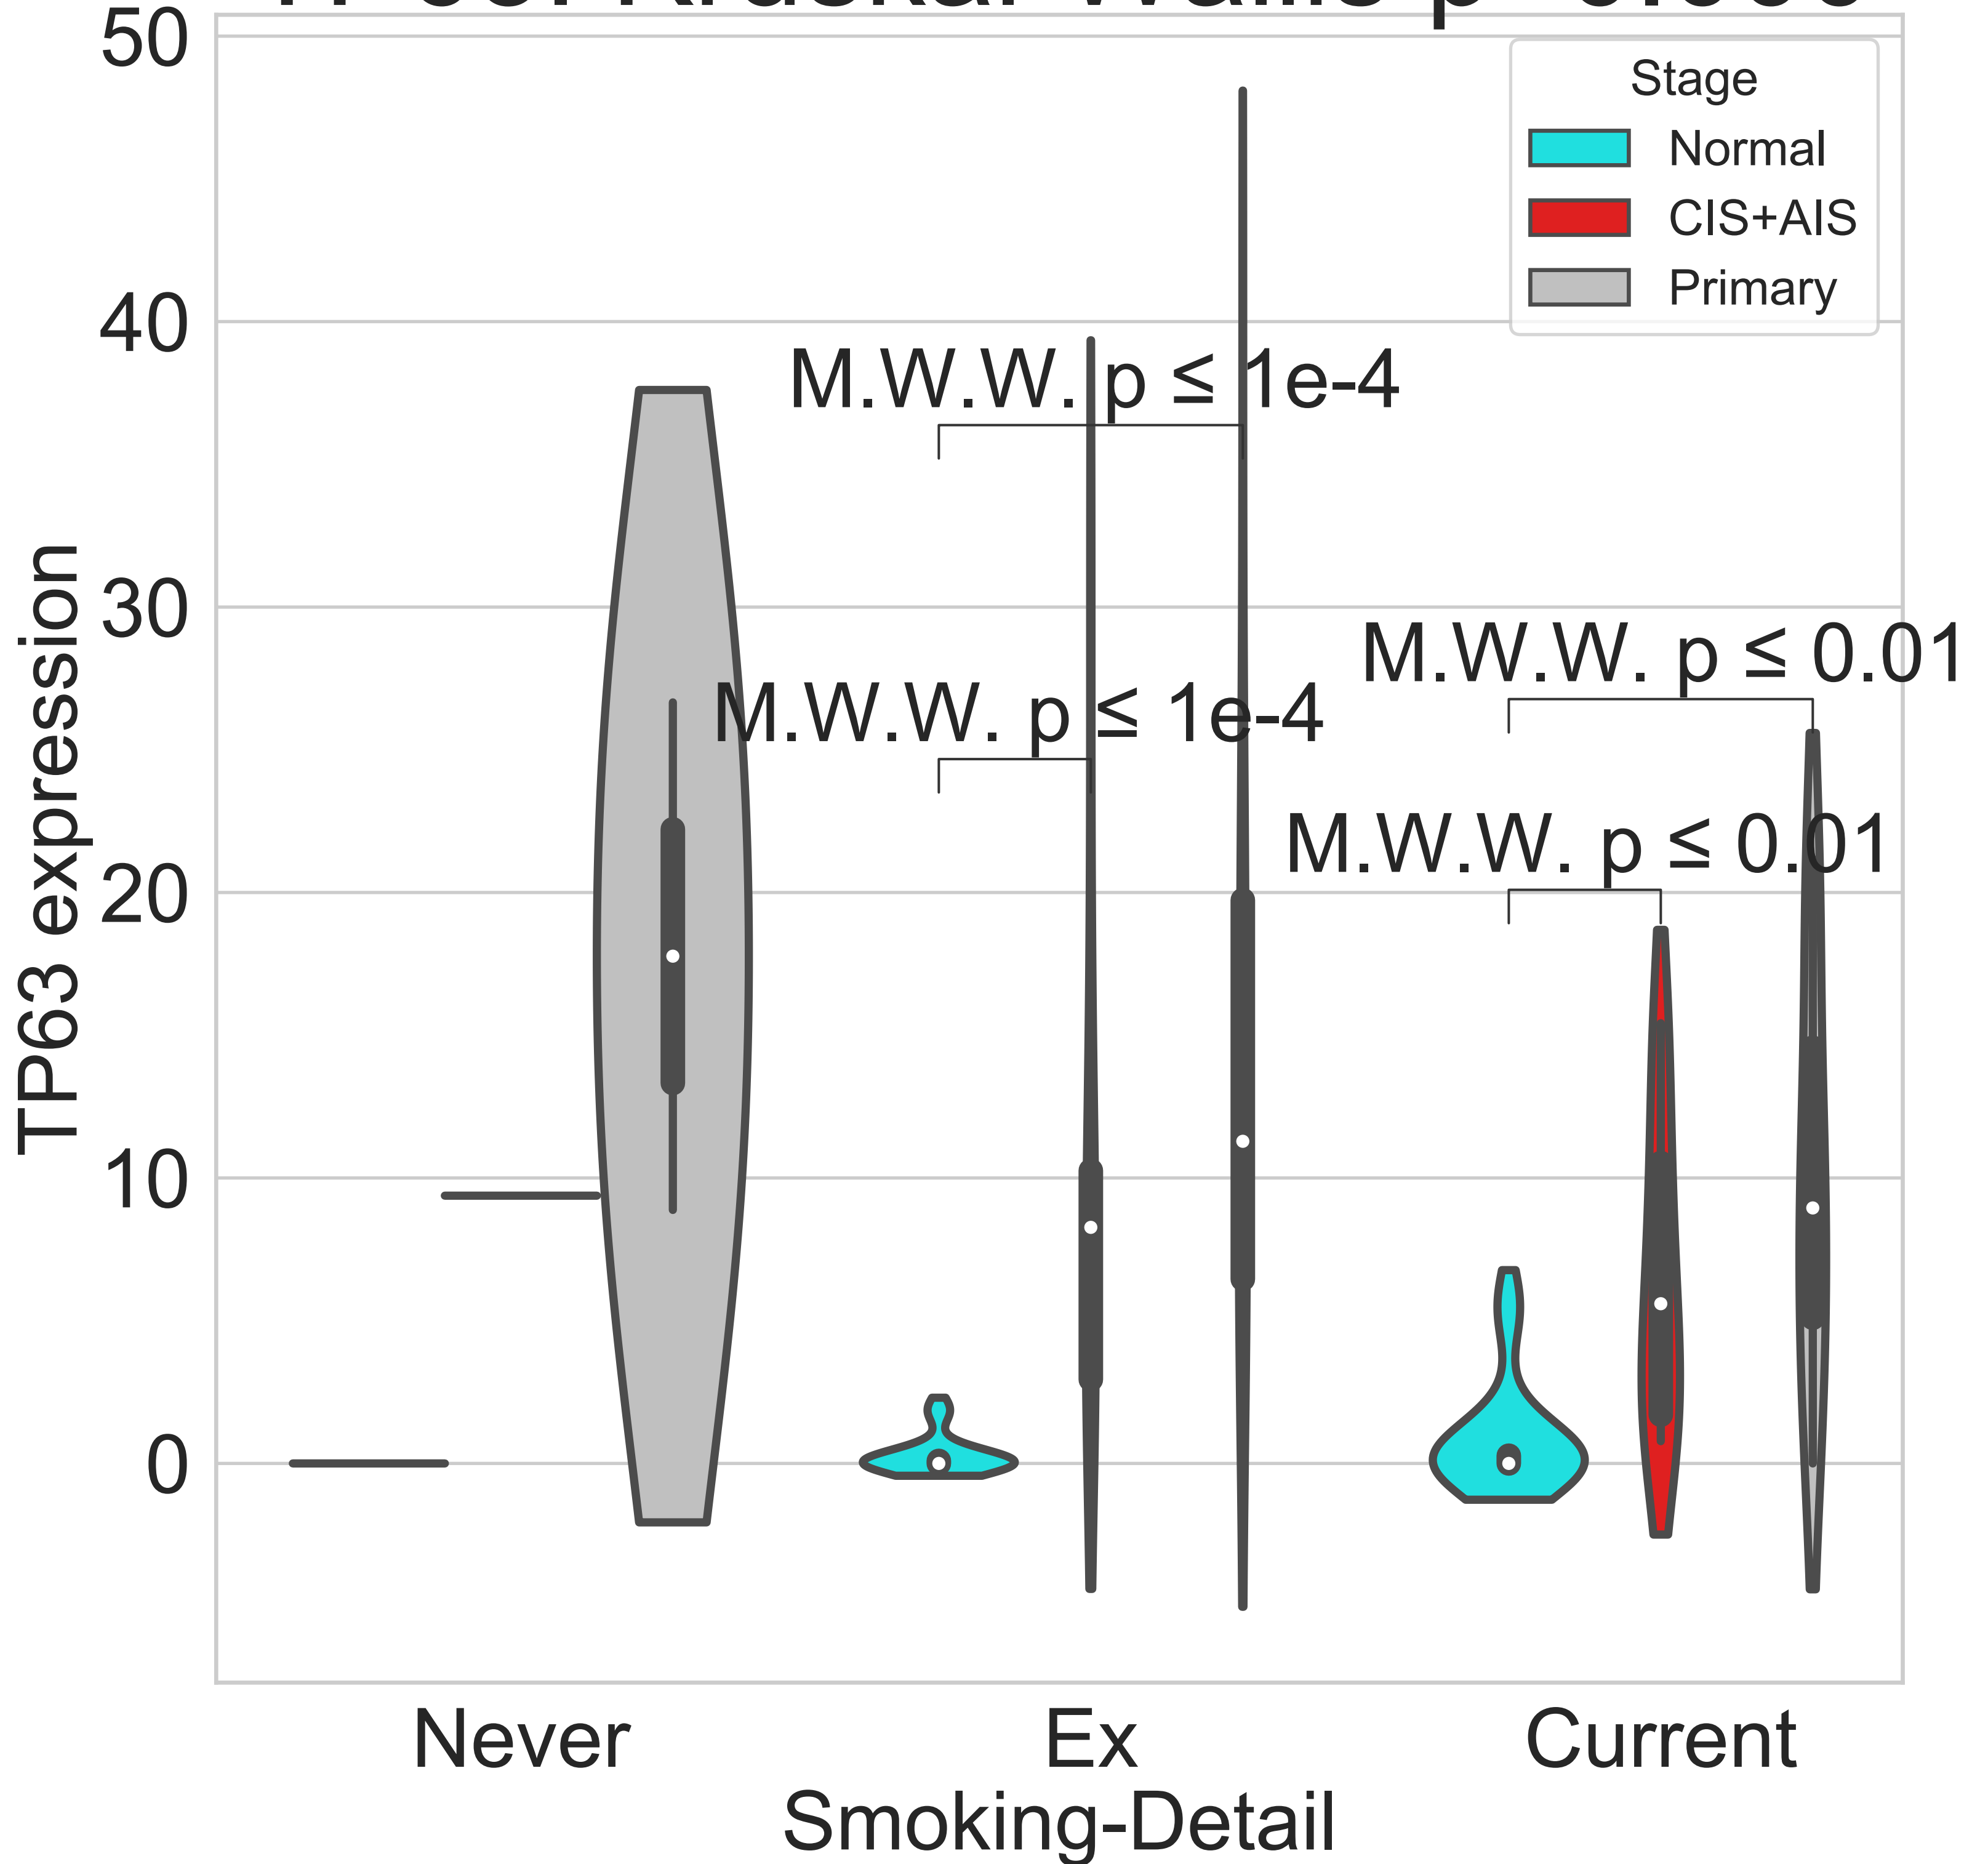 50
Stage
Normal
CIS+AIS
Primary
40
M.W.W. p ≤ 1e-4
30
M.W.W. p ≤ 0.01
M.W.W. p ≤ 1e-4
M.W.W. p ≤ 0.01
20
10
0
TP63 expression
Never Ex Current
Smoking-Detail